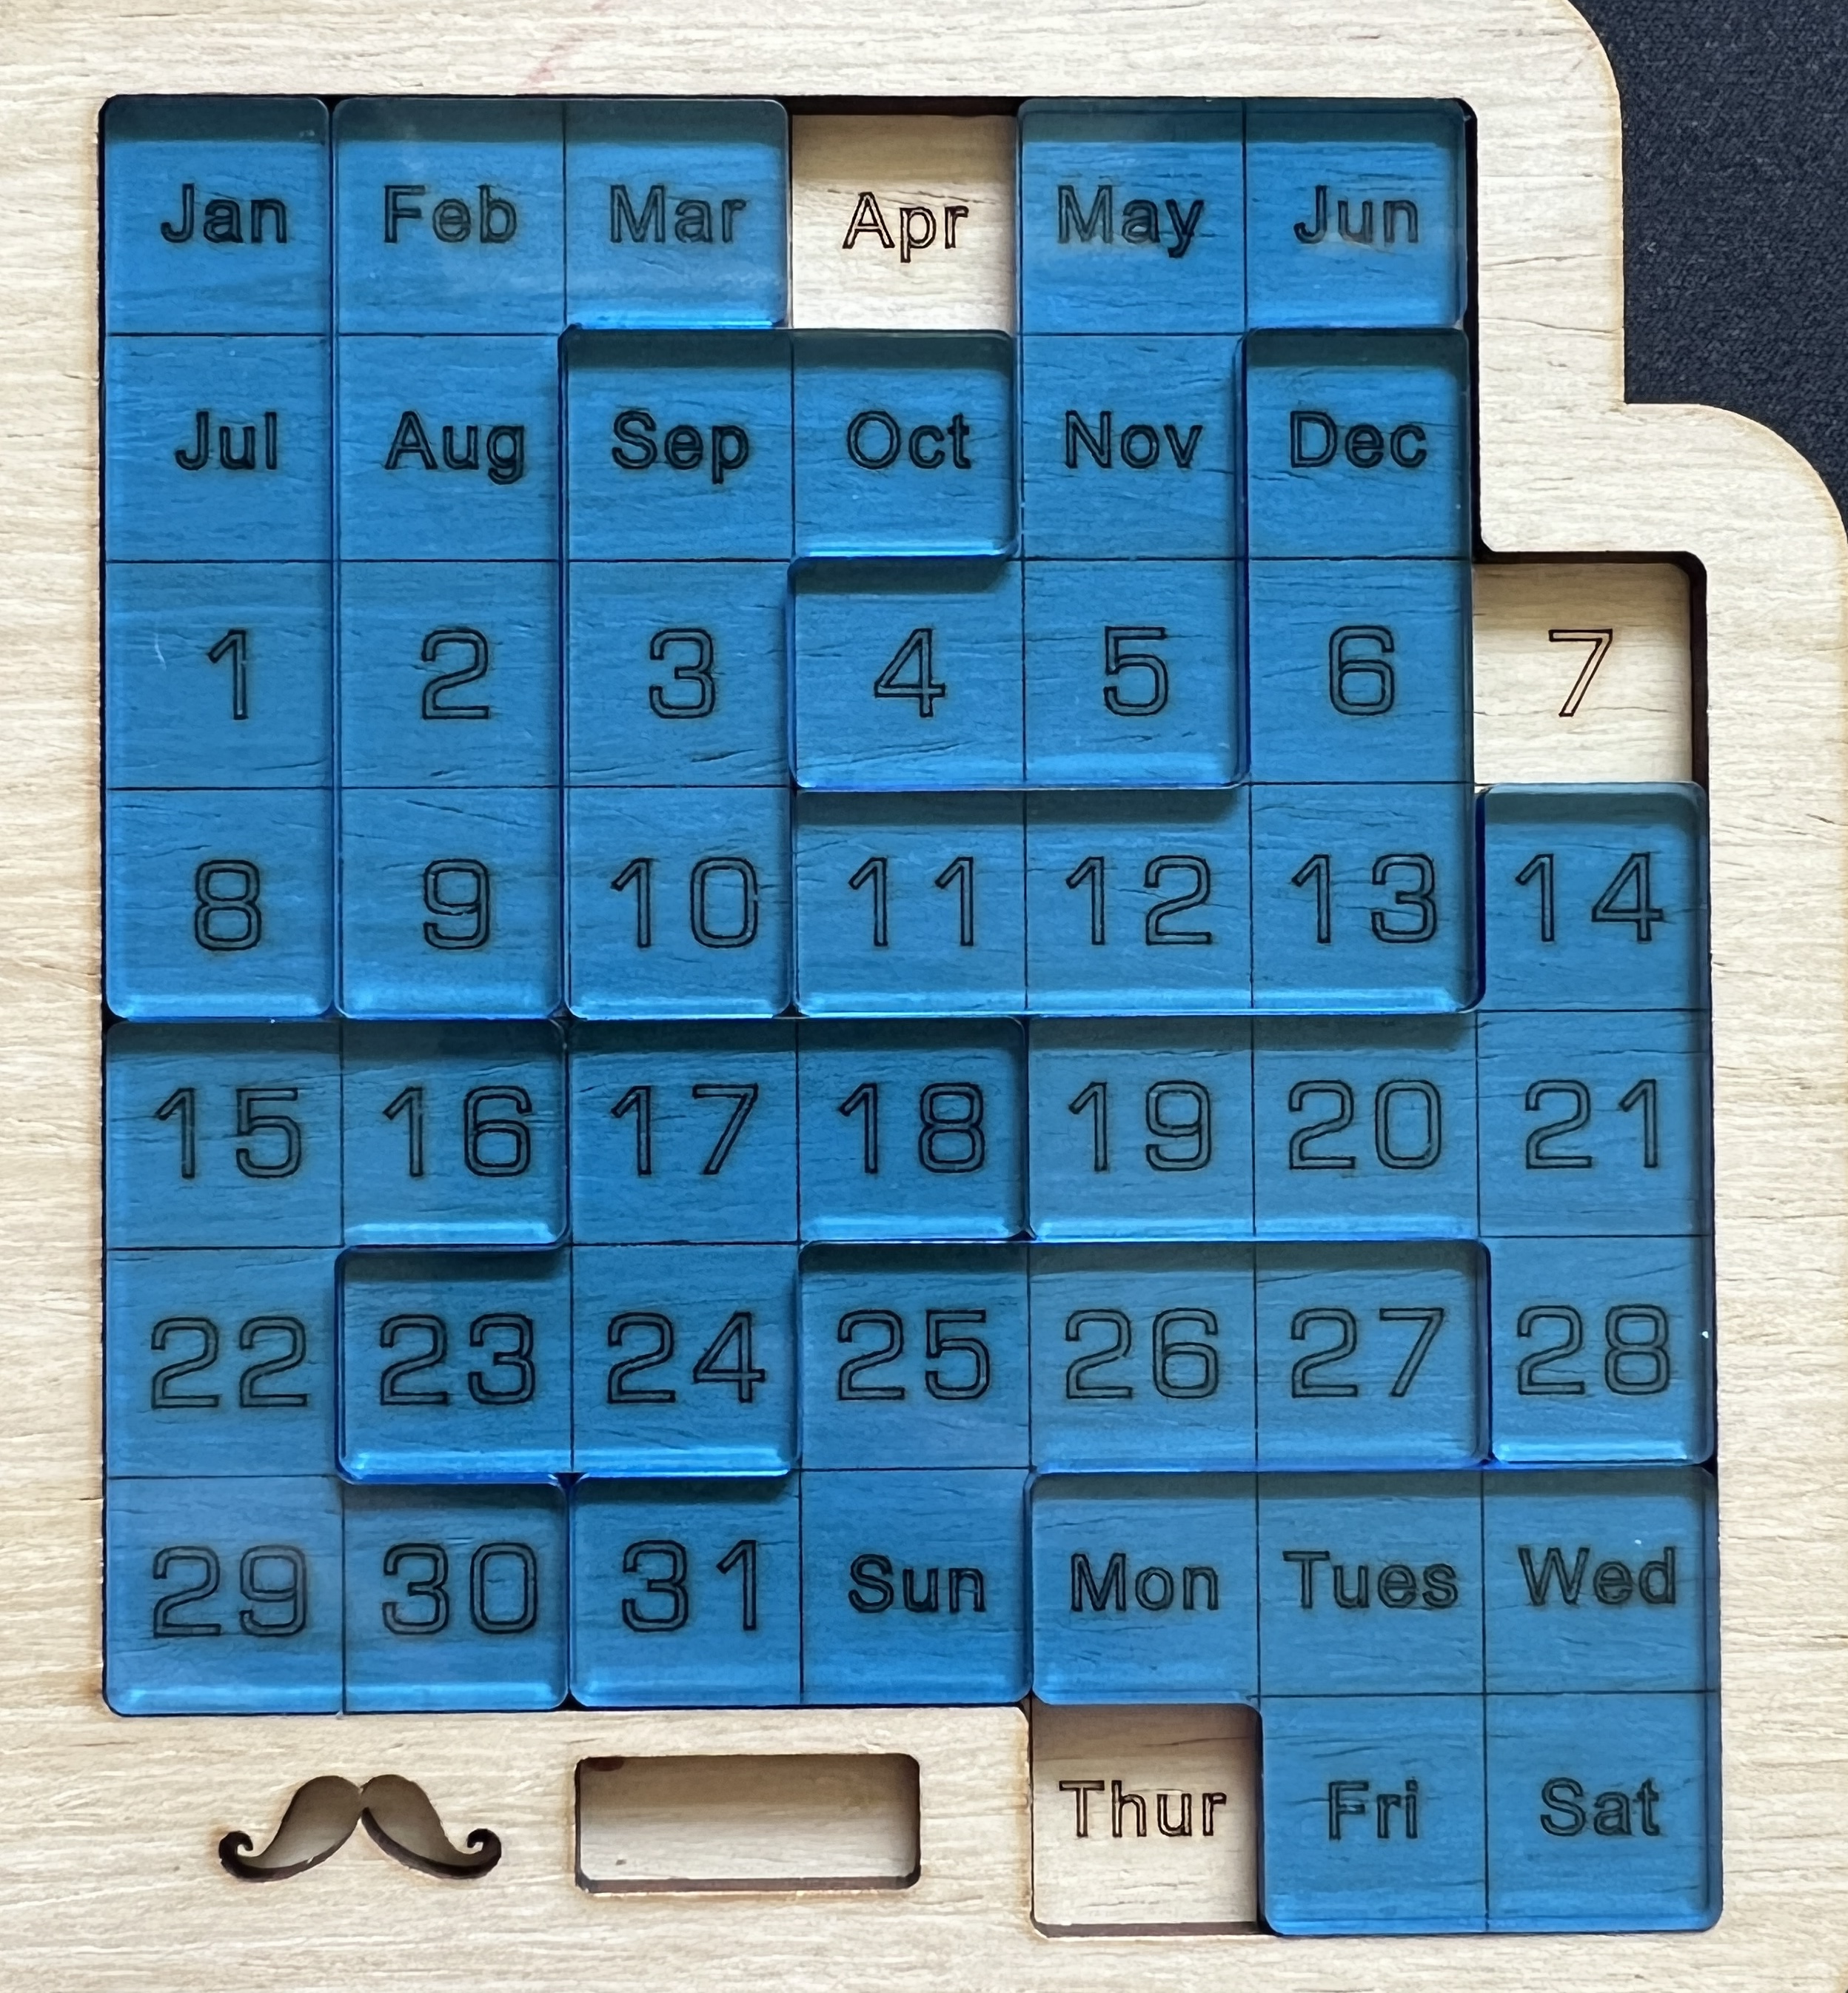 Jan Feb Mar Apr May Jun
Jul Aug Sep Oct Nov Dec
1 2 3 4 5 6 7
8 9 10 11 12 13 14
15 16 17 18 19 20 21
22 23 24 25 26 27 28
29 30 31 Sun Mon Tues Wed
Thur Fri Sat